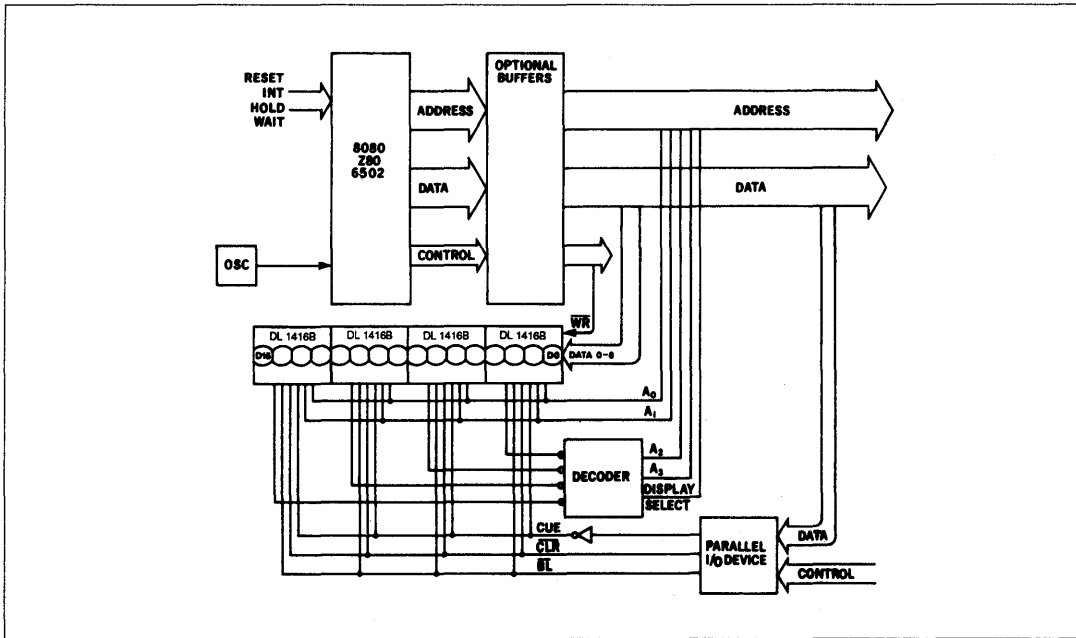 RESET
INT
HOLD
WAIT
8080
Z80
6502
OSC
ADDRESS
DATA
CONTROL
OPTIONAL
BUFFERS
ADDRESS
DATA
WR
DL 1416B
DL 1416B
DL 1416B
DL 1416B
D15
D0
DATA 0-6
A0
A1
A2
A3
DECODER
DISPLAY
SELECT
CUE
CLR
BL
PARALLEL
I/O DEVICE
DATA
CONTROL